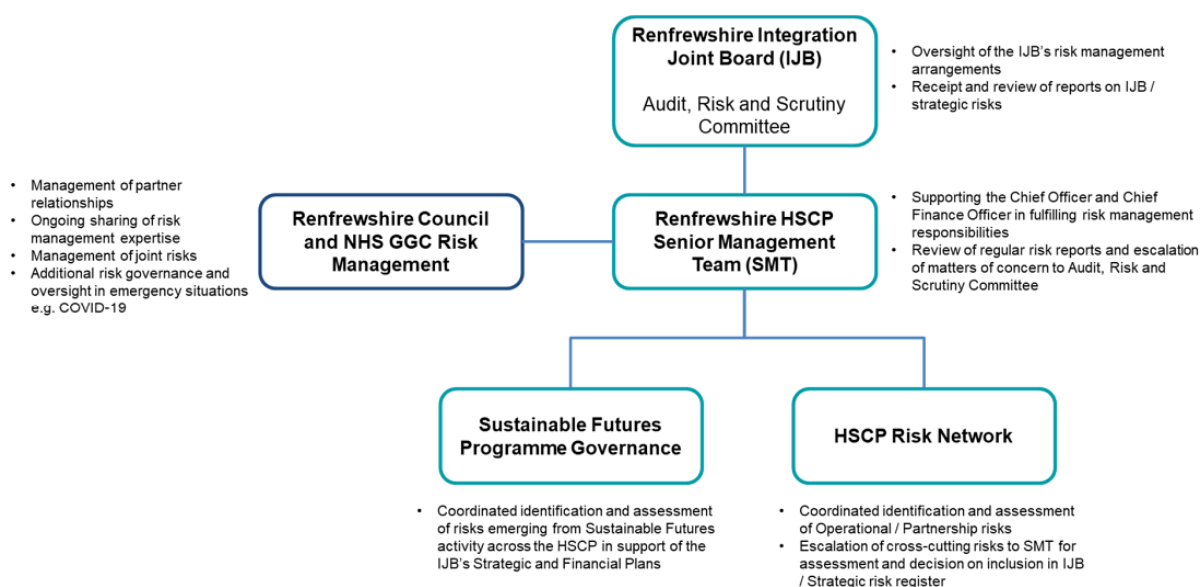 Renfrewshire Integration
Joint Board (IJB)
Audit, Risk and Scrutiny
Committee
• Oversight of the IJB's risk management
arrangements
• Receipt and review of reports on IJB /
strategic risks
• Management of partner
relationships
• Ongoing sharing of risk
management expertise
• Management of joint risks
• Additional risk governance and
oversight in emergency situations
e.g. COVID-19
Renfrewshire Council
and NHS GGC Risk
Management
Renfrewshire HSCP
Senior Management
Team (SMT)
• Supporting the Chief Officer and Chief
Finance Officer in fulfilling risk management
responsibilities
• Review of regular risk reports and escalation
of matters of concern to Audit, Risk and
Scrutiny Committee
Sustainable Futures
Programme Governance
HSCP Risk Network
• Coordinated identification and assessment
of risks emerging from Sustainable Futures
activity across the HSCP in support of the
IJB's Strategic and Financial Plans
• Coordinated identification and assessment
of Operational / Partnership risks
• Escalation of cross-cutting risks to SMT for
assessment and decision on inclusion in IJB
/ Strategic risk register